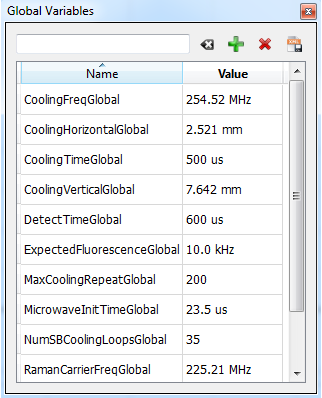 Global Variables
Name Value
CoolingFreqGlobal 254.52 MHz
CoolingHorizontalGlobal 2.521 mm
CoolingTimeGlobal 500 us
CoolingVerticalGlobal 7.642 mm
DetectTimeGlobal 600 us
ExpectedFluorescenceGlobal 10.0 kHz
MaxCoolingRepeatGlobal 200
MicrowaveInitTimeGlobal 23.5 us
NumSBCoolingLoopsGlobal 35
RamanCarrierFreqGlobal 225.21 MHz